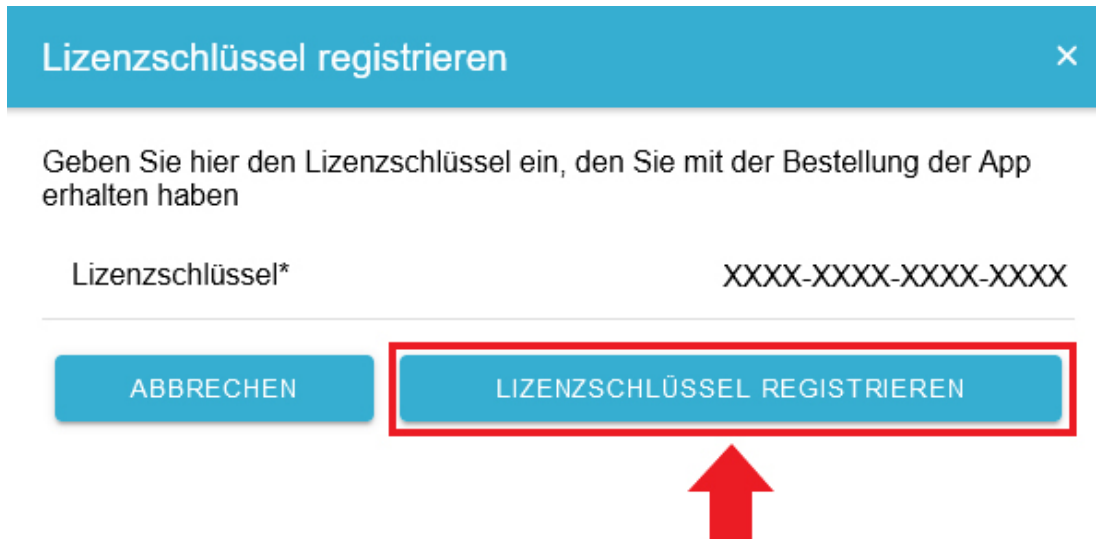 Lizenzschlüssel registrieren ×
Geben Sie hier den Lizenzschlüssel ein, den Sie mit der Bestellung der App
erhalten haben
Lizenzschlüssel* XXXX-XXXX-XXXX-XXXX
ABBRECHEN LIZENZSCHLÜSSEL REGISTRIEREN